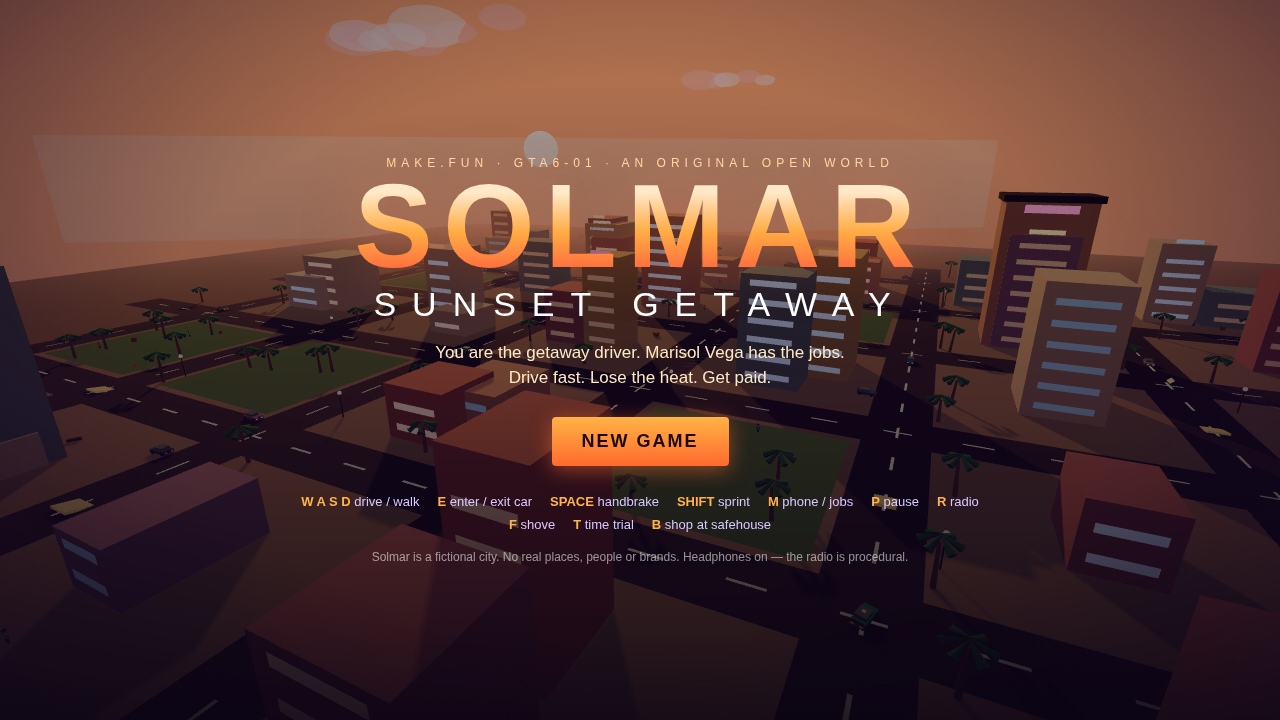 MAKE.FUN · GTA6-01 · AN ORIGINAL OPEN WORLD
SOLMAR
SUNSET GETAWAY
You are the getaway driver. Marisol Vega has the jobs.
Drive fast. Lose the heat. Get paid.
NEW GAME
W A S D drive / walk E enter / exit car SPACE handbrake SHIFT sprint M phone / jobs P pause R radio
F shove T time trial B shop at safehouse
Solmar is a fictional city. No real places, people or brands. Headphones on — the radio is procedural.